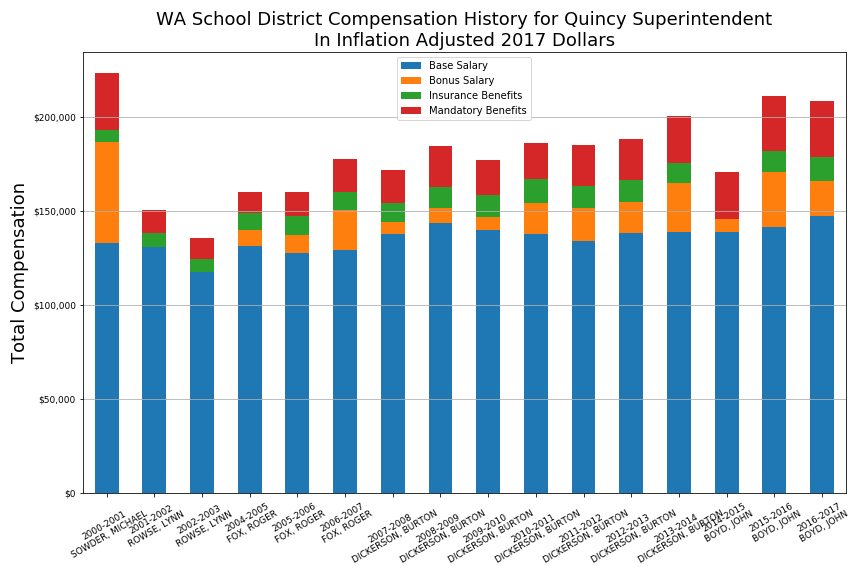 WA School District Compensation History for Quincy Superintendent
In Inflation Adjusted 2017 Dollars
Base Salary
Bonus Salary
Insurance Benefits
Mandatory Benefits
Total Compensation
$200,000
$150,000
$100,000
$50,000
$0
2000-2001
SOWDER, MICHAEL
2001-2002
ROWSE, LYNN
2002-2003
ROWSE, LYNN
2004-2005
FOX, ROGER
2005-2006
FOX, ROGER
2006-2007
FOX, ROGER
2007-2008
DICKERSON, BURTON
2008-2009
DICKERSON, BURTON
2009-2010
DICKERSON, BURTON
2010-2011
DICKERSON, BURTON
2011-2012
DICKERSON, BURTON
2012-2013
DICKERSON, BURTON
2013-2014
DICKERSON, BURTON
2014-2015
BOYD, JOHN
2015-2016
BOYD, JOHN
2016-2017
BOYD, JOHN